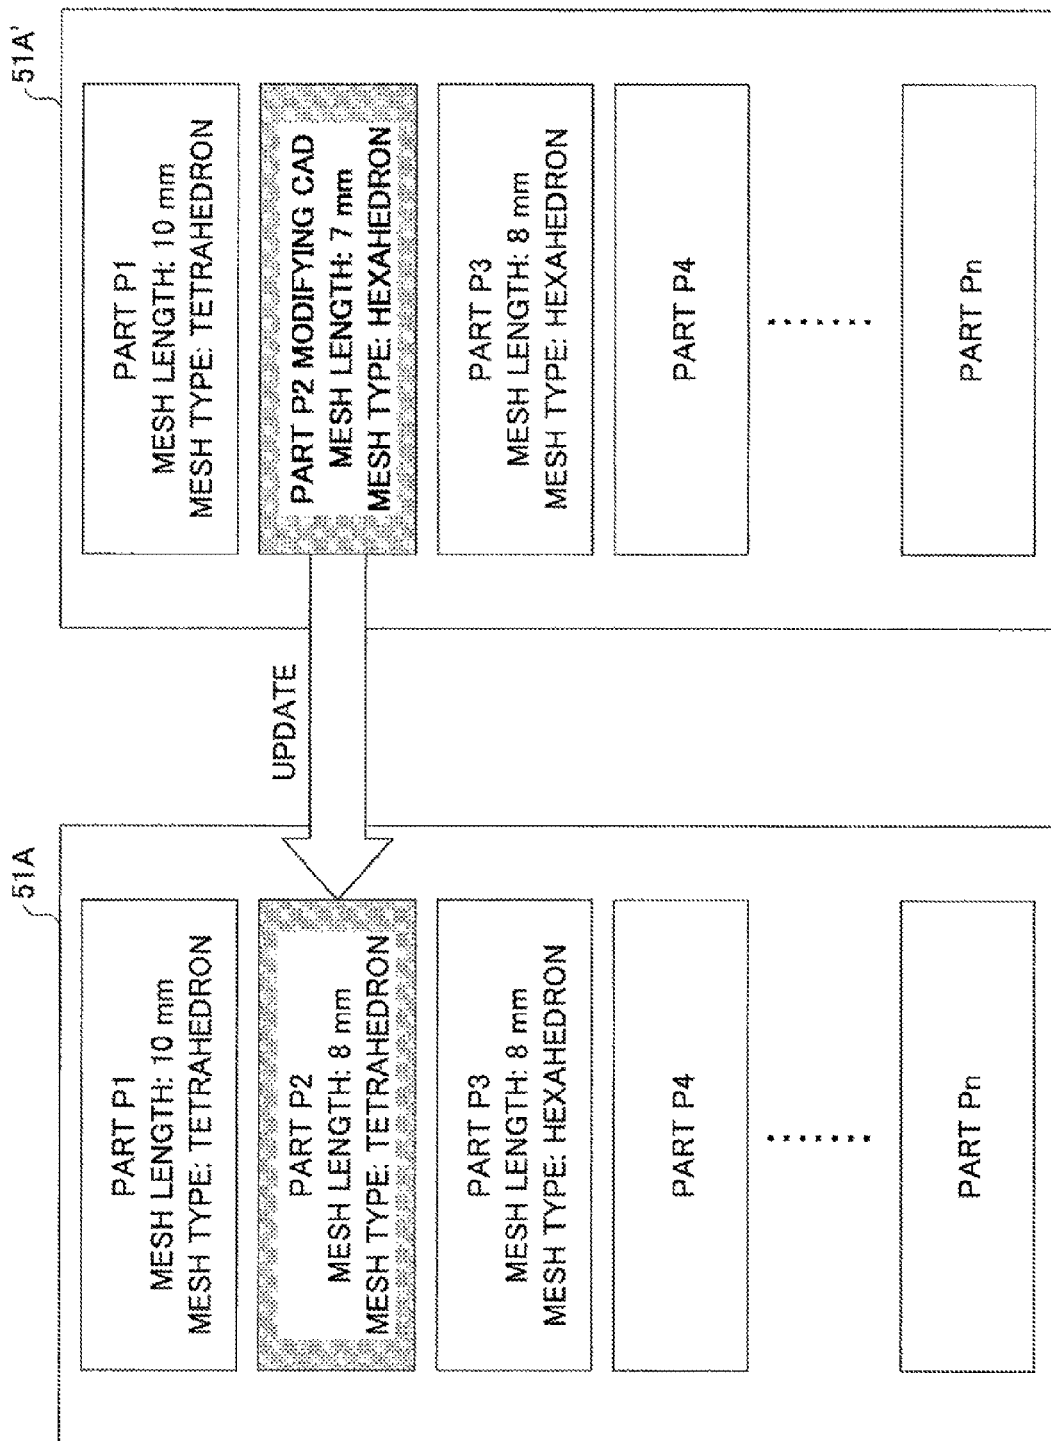 51A
PART P1
MESH LENGTH: 10 mm
MESH TYPE: TETRAHEDRON
PART P2
MESH LENGTH: 8 mm
MESH TYPE: TETRAHEDRON
PART P3
MESH LENGTH: 8 mm
MESH TYPE: HEXAHEDRON
PART P4
.......
PART Pn
UPDATE
51A'
PART P1
MESH LENGTH: 10 mm
MESH TYPE: TETRAHEDRON
PART P2 MODIFYING CAD
MESH LENGTH: 7 mm
MESH TYPE: HEXAHEDRON
PART P3
MESH LENGTH: 8 mm
MESH TYPE: HEXAHEDRON
PART P4
.......
PART Pn